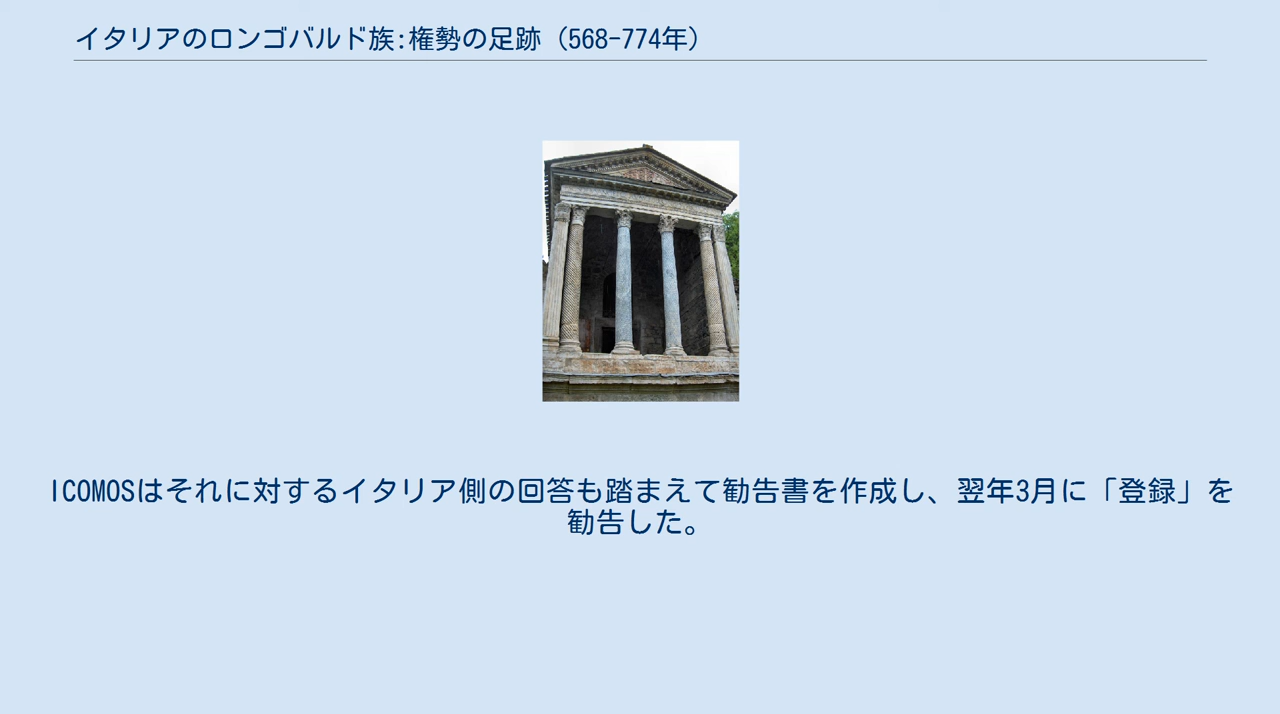 イタリアのロンゴバルド族:権勢の足跡（568-774年）
ICOMOSはそれに対するイタリア側の回答も踏まえて勧告書を作成し、翌年3月に「登録」を
勧告した。